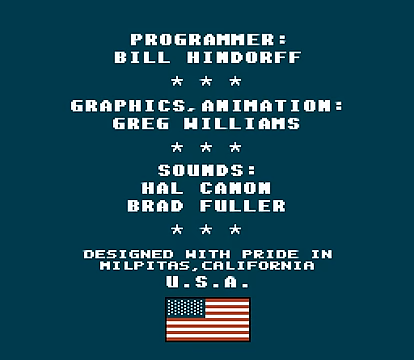 PROGRAMMER:
BILL HINDORFF
* * *
GRAPHICS,ANIMATION:
GREG WILLIAMS
* * *
SOUNDS:
HAL CANON
BRAD FULLER
* * *
DESIGNED WITH PRIDE IN
MILPITAS,CALIFORNIA
U.S.A.